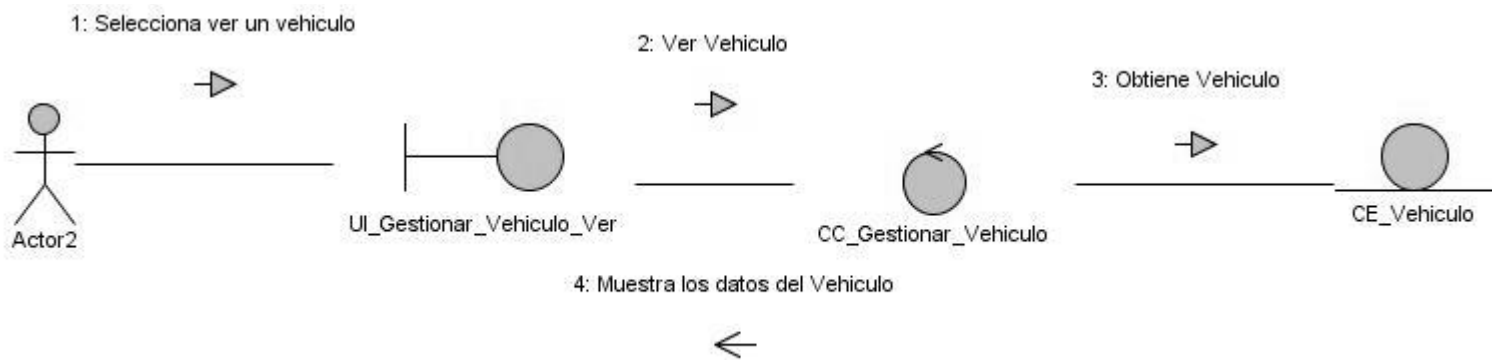 1: Selecciona ver un vehiculo
2: Ver Vehiculo
3: Obtiene Vehiculo
Actor2
UI_Gestionar_Vehiculo_Ver
CC_Gestionar_Vehiculo
CE_Vehiculo
4: Muestra los datos del Vehiculo